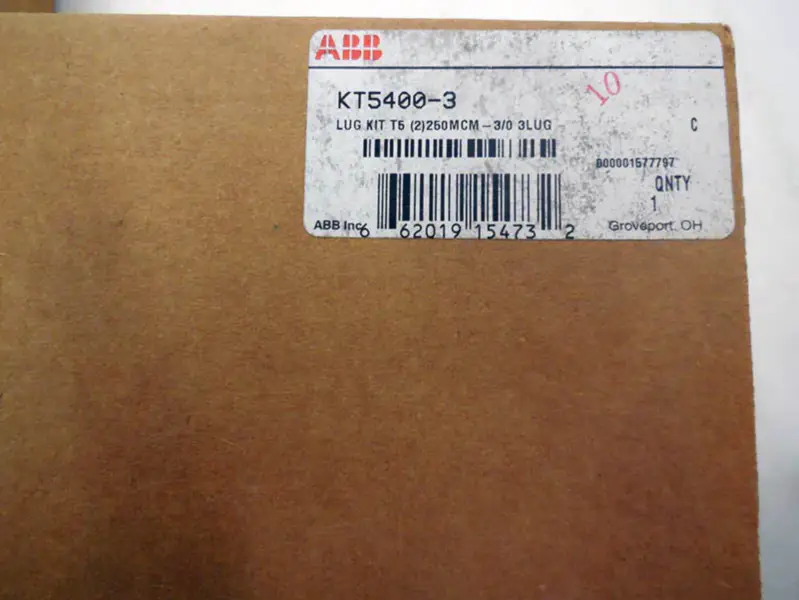 ABB
KT5400-3
10
LUG KIT T5 (2)250MCM-3/0 3LUG
C
000001577797
QNTY
1
ABB Inc.
Groveport, OH
6 62019 15473 2